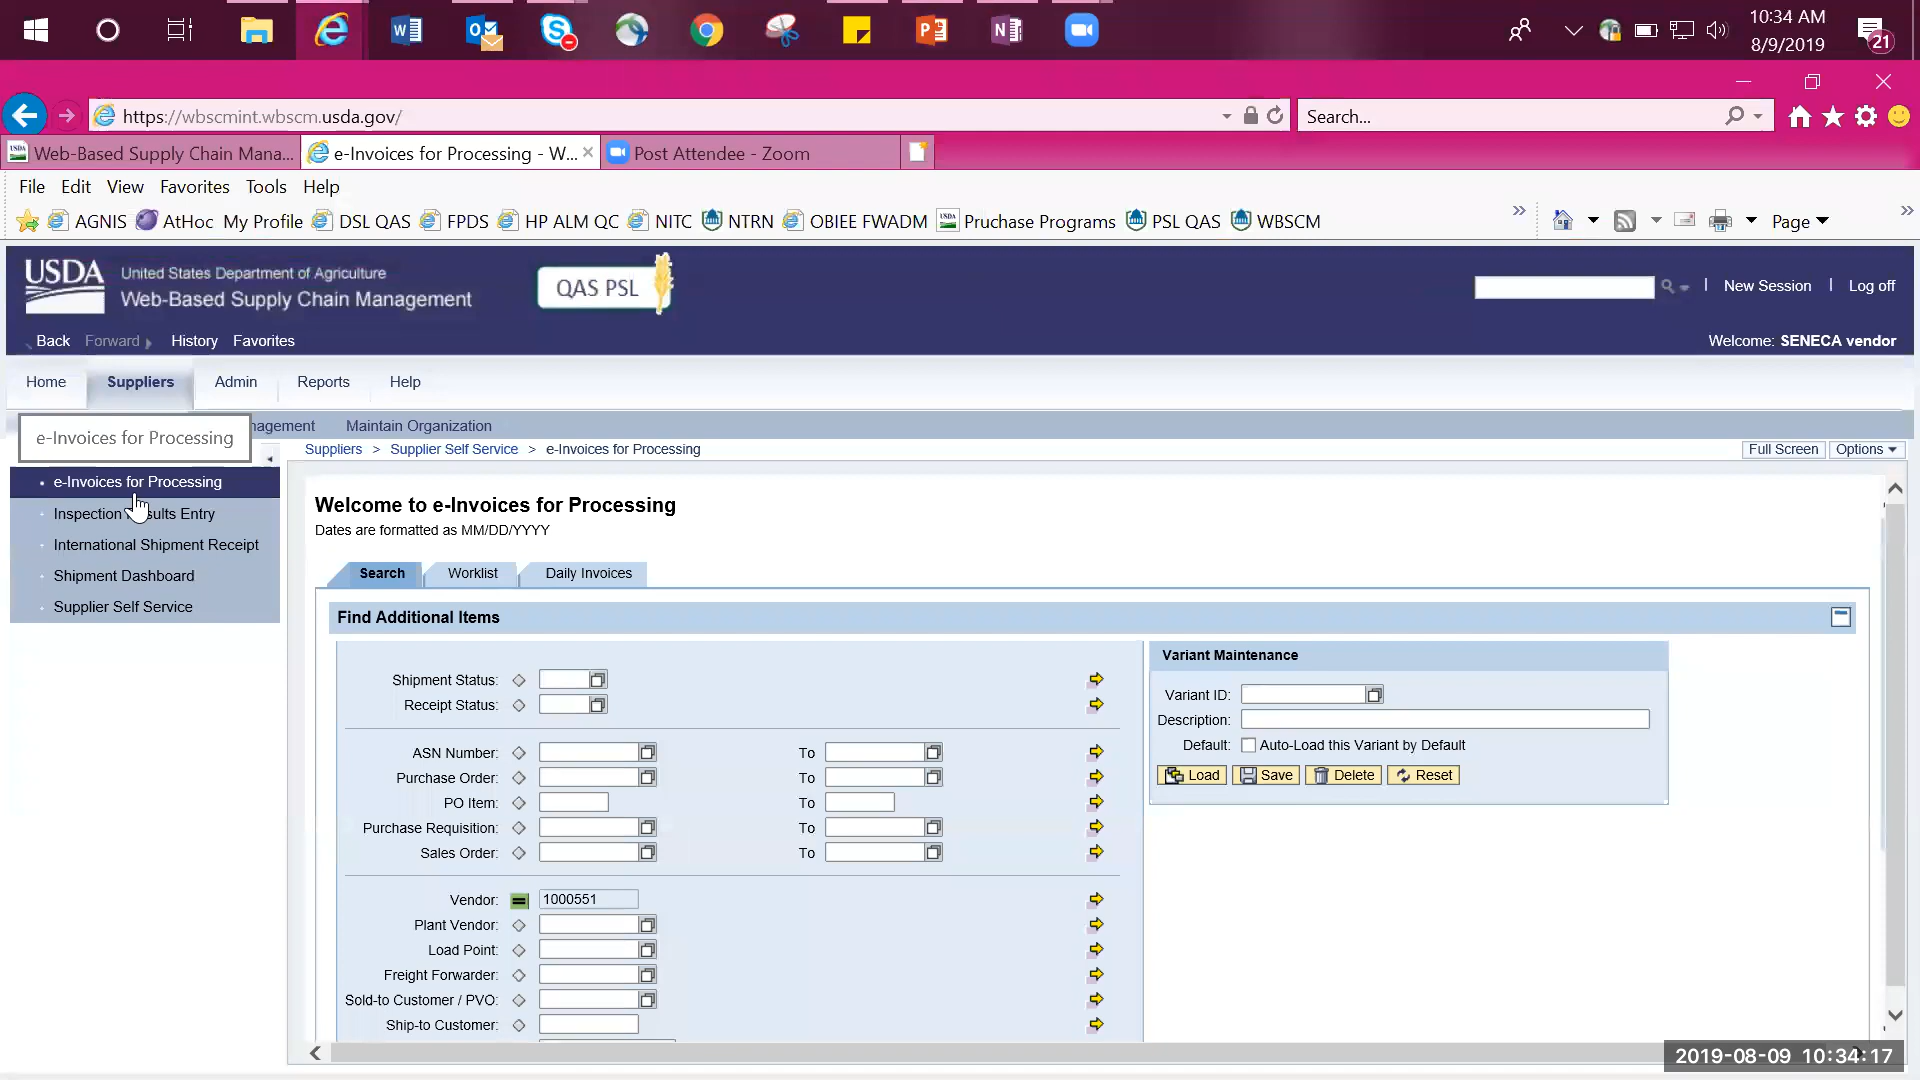 10:34 AM
8/9/2019
21
https://wbscmint.wbscm.usda.gov/
Search...
Web-Based Supply Chain Mana...
e-Invoices for Processing - W...
Post Attendee - Zoom
File Edit View Favorites Tools Help
AGNIS AtHoc My Profile DSL QAS FPDS HP ALM QC NITC NTRN OBIEE FWADM Pruchase Programs PSL QAS WBSCM Page
USDA
United States Department of Agriculture
Web-Based Supply Chain Management
QAS PSL
New Session
Log off
Back Forward History Favorites
Welcome: SENECA vendor
Home Suppliers Admin Reports Help
e-Invoices for Processing
nagement Maintain Organization
Suppliers > Supplier Self Service > e-Invoices for Processing
Full Screen Options
e-Invoices for Processing
Inspection sults Entry
International Shipment Receipt
Shipment Dashboard
Supplier Self Service
Welcome to e-Invoices for Processing
Dates are formatted as MM/DD/YYYY
Search Worklist Daily Invoices
Find Additional Items
Shipment Status:
Receipt Status:
ASN Number: To
Purchase Order: To
PO Item: To
Purchase Requisition: To
Sales Order: To
Vendor: 1000551
Plant Vendor:
Load Point:
Freight Forwarder:
Sold-to Customer / PVO:
Ship-to Customer:
Variant Maintenance
Variant ID:
Description:
Default: Auto-Load this Variant by Default
Load Save Delete Reset
2019-08-09 10:34:17